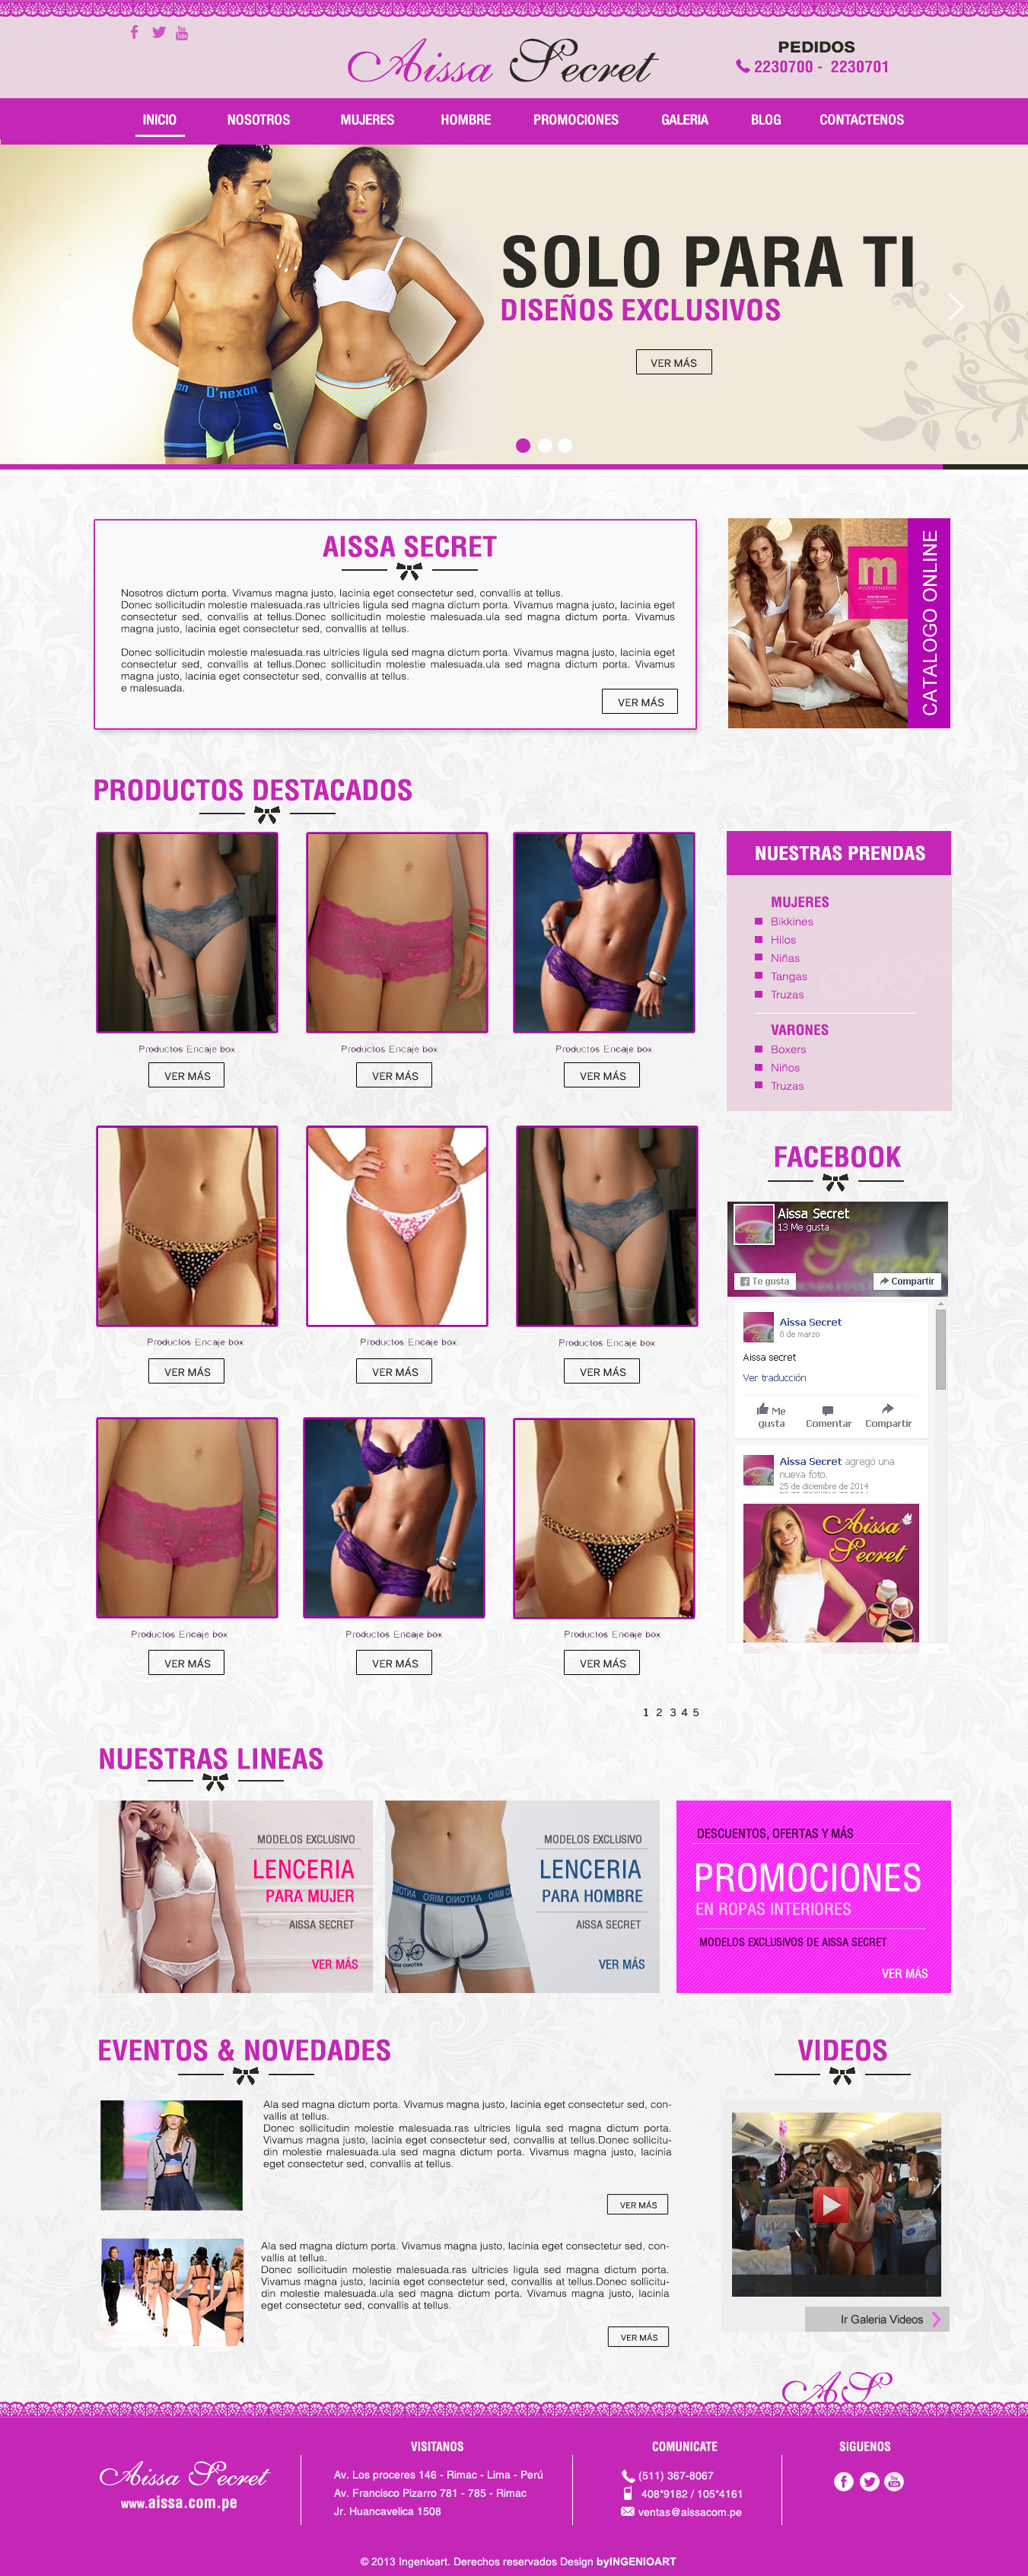 Aissa Secret
PEDIDOS
2230700 - 2230701
INICIO NOSOTROS MUJERES HOMBRE PROMOCIONES GALERIA BLOG CONTACTENOS
SOLO PARA TI
DISEÑOS EXCLUSIVOS
VER MÁS
D'nexon
AISSA SECRET
Nosotros dictum porta. Vivamus magna justo, lacinia eget consectetur sed, convallis at tellus.
Donec sollicitudin molestie malesuada.ras ultricies ligula sed magna dictum porta. Vivamus magna justo, lacinia eget
consectetur sed, convallis at tellus.Donec sollicitudin molestie malesuada.ula sed magna dictum porta. Vivamus
magna justo, lacinia eget consectetur sed, convallis at tellus.
Donec sollicitudin molestie malesuada.ras ultricies ligula sed magna dictum porta. Vivamus magna justo, lacinia eget
consectetur sed, convallis at tellus.Donec sollicitudin molestie malesuada.ula sed magna dictum porta. Vivamus
magna justo, lacinia eget consectetur sed, convallis at tellus.
e malesuada.
VER MÁS
m
CATALOGO ONLINE
PRODUCTOS DESTACADOS
Productos Encaje box
VER MÁS
Productos Encaje box
VER MÁS
Productos Encaje box
VER MÁS
Productos Encaje box
VER MÁS
Productos Encaje box
VER MÁS
Productos Encaje box
VER MÁS
Productos Encaje box
VER MÁS
Productos Encaje box
VER MÁS
Productos Encaje box
VER MÁS
1 2 3 4 5
NUESTRAS PRENDAS
MUJERES
Bikkines
Hilos
Niñas
Tangas
Truzas
VARONES
Boxers
Niños
Truzas
FACEBOOK
Aissa Secret
13 Me gusta
Te gusta
Compartir
Aissa Secret
8 de marzo
Aissa secret
Ver traducción
Me gusta
Comentar
Compartir
Aissa Secret agregó una
nueva foto.
25 de diciembre de 2014
Aissa
Secret
NUESTRAS LINEAS
MODELOS EXCLUSIVO
LENCERIA
PARA MUJER
AISSA SECRET
VER MÁS
MODELOS EXCLUSIVO
LENCERIA
PARA HOMBRE
AISSA SECRET
VER MÁS
DESCUENTOS, OFERTAS Y MÁS
PROMOCIONES
EN ROPAS INTERIORES
MODELOS EXCLUSIVOS DE AISSA SECRET
VER MÁS
EVENTOS & NOVEDADES
Ala sed magna dictum porta. Vivamus magna justo, lacinia eget consectetur sed, con-
vallis at tellus.
Donec sollicitudin molestie malesuada.ras ultricies ligula sed magna dictum porta.
Vivamus magna justo, lacinia eget consectetur sed, convallis at tellus.Donec sollicitu-
din molestie malesuada.ula sed magna dictum porta. Vivamus magna justo, lacinia
eget consectetur sed, convallis at tellus.
VER MÁS
Ala sed magna dictum porta. Vivamus magna justo, lacinia eget consectetur sed, con-
vallis at tellus.
Donec sollicitudin molestie malesuada.ras ultricies ligula sed magna dictum porta.
Vivamus magna justo, lacinia eget consectetur sed, convallis at tellus.Donec sollicitu-
din molestie malesuada.ula sed magna dictum porta. Vivamus magna justo, lacinia
eget consectetur sed, convallis at tellus.
VER MÁS
VIDEOS
Ir Galeria Videos
AS
Aissa Secret
www.aissa.com.pe
VISITANOS
Av. Los proceres 146 - Rimac - Lima - Perú
Av. Francisco Pizarro 781 - 785 - Rimac
Jr. Huancavelica 1508
COMUNICATE
(511) 367-8067
408*9182 / 105*4161
ventas@aissacom.pe
SIGUENOS
© 2013 Ingenioart. Derechos reservados Design byINGENIOART